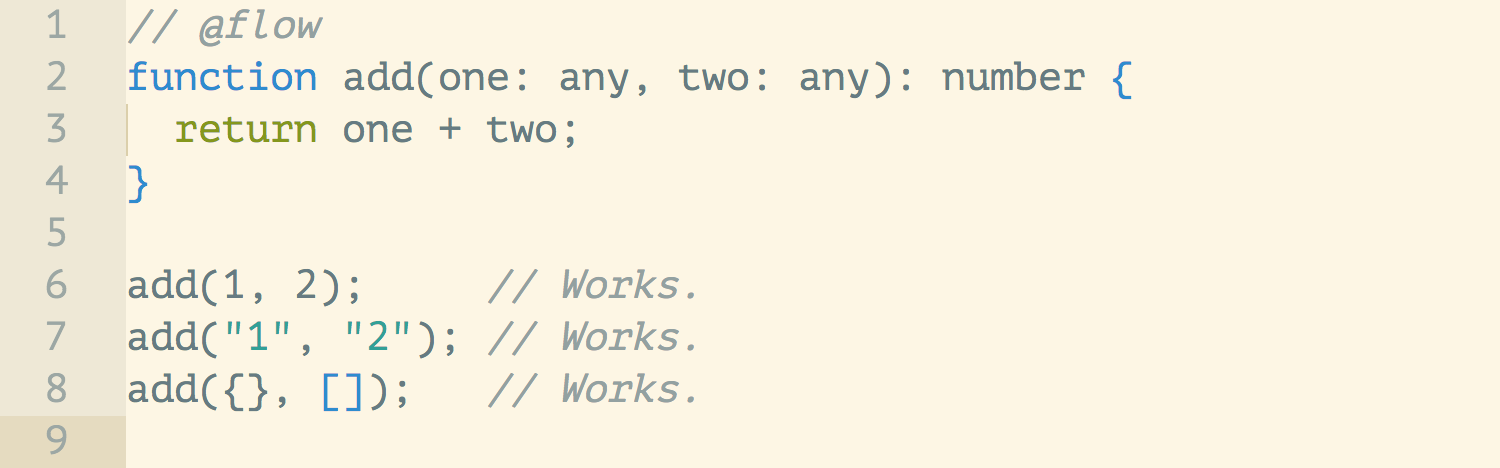 1 // @flow
2 function add(one: any, two: any): number {
3   return one + two;
4 }
5
6 add(1, 2);     // Works.
7 add("1", "2"); // Works.
8 add({}, []);   // Works.
9